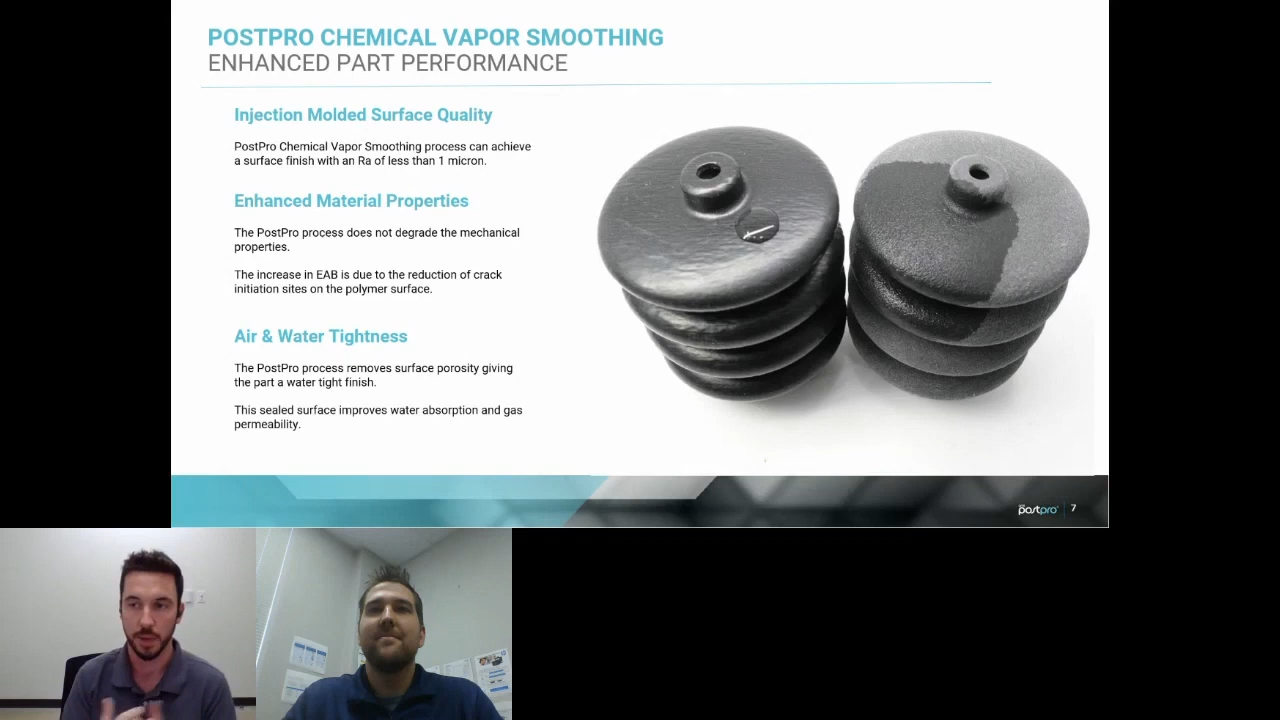 POSTPRO CHEMICAL VAPOR SMOOTHING
ENHANCED PART PERFORMANCE
Injection Molded Surface Quality
PostPro Chemical Vapor Smoothing process can achieve
a surface finish with an Ra of less than 1 micron.
Enhanced Material Properties
The PostPro process does not degrade the mechanical
properties.
The increase in EAB is due to the reduction of crack
initiation sites on the polymer surface.
Air & Water Tightness
The PostPro process removes surface porosity giving
the part a water tight finish.
This sealed surface improves water absorption and gas
permeability.
postpro
7